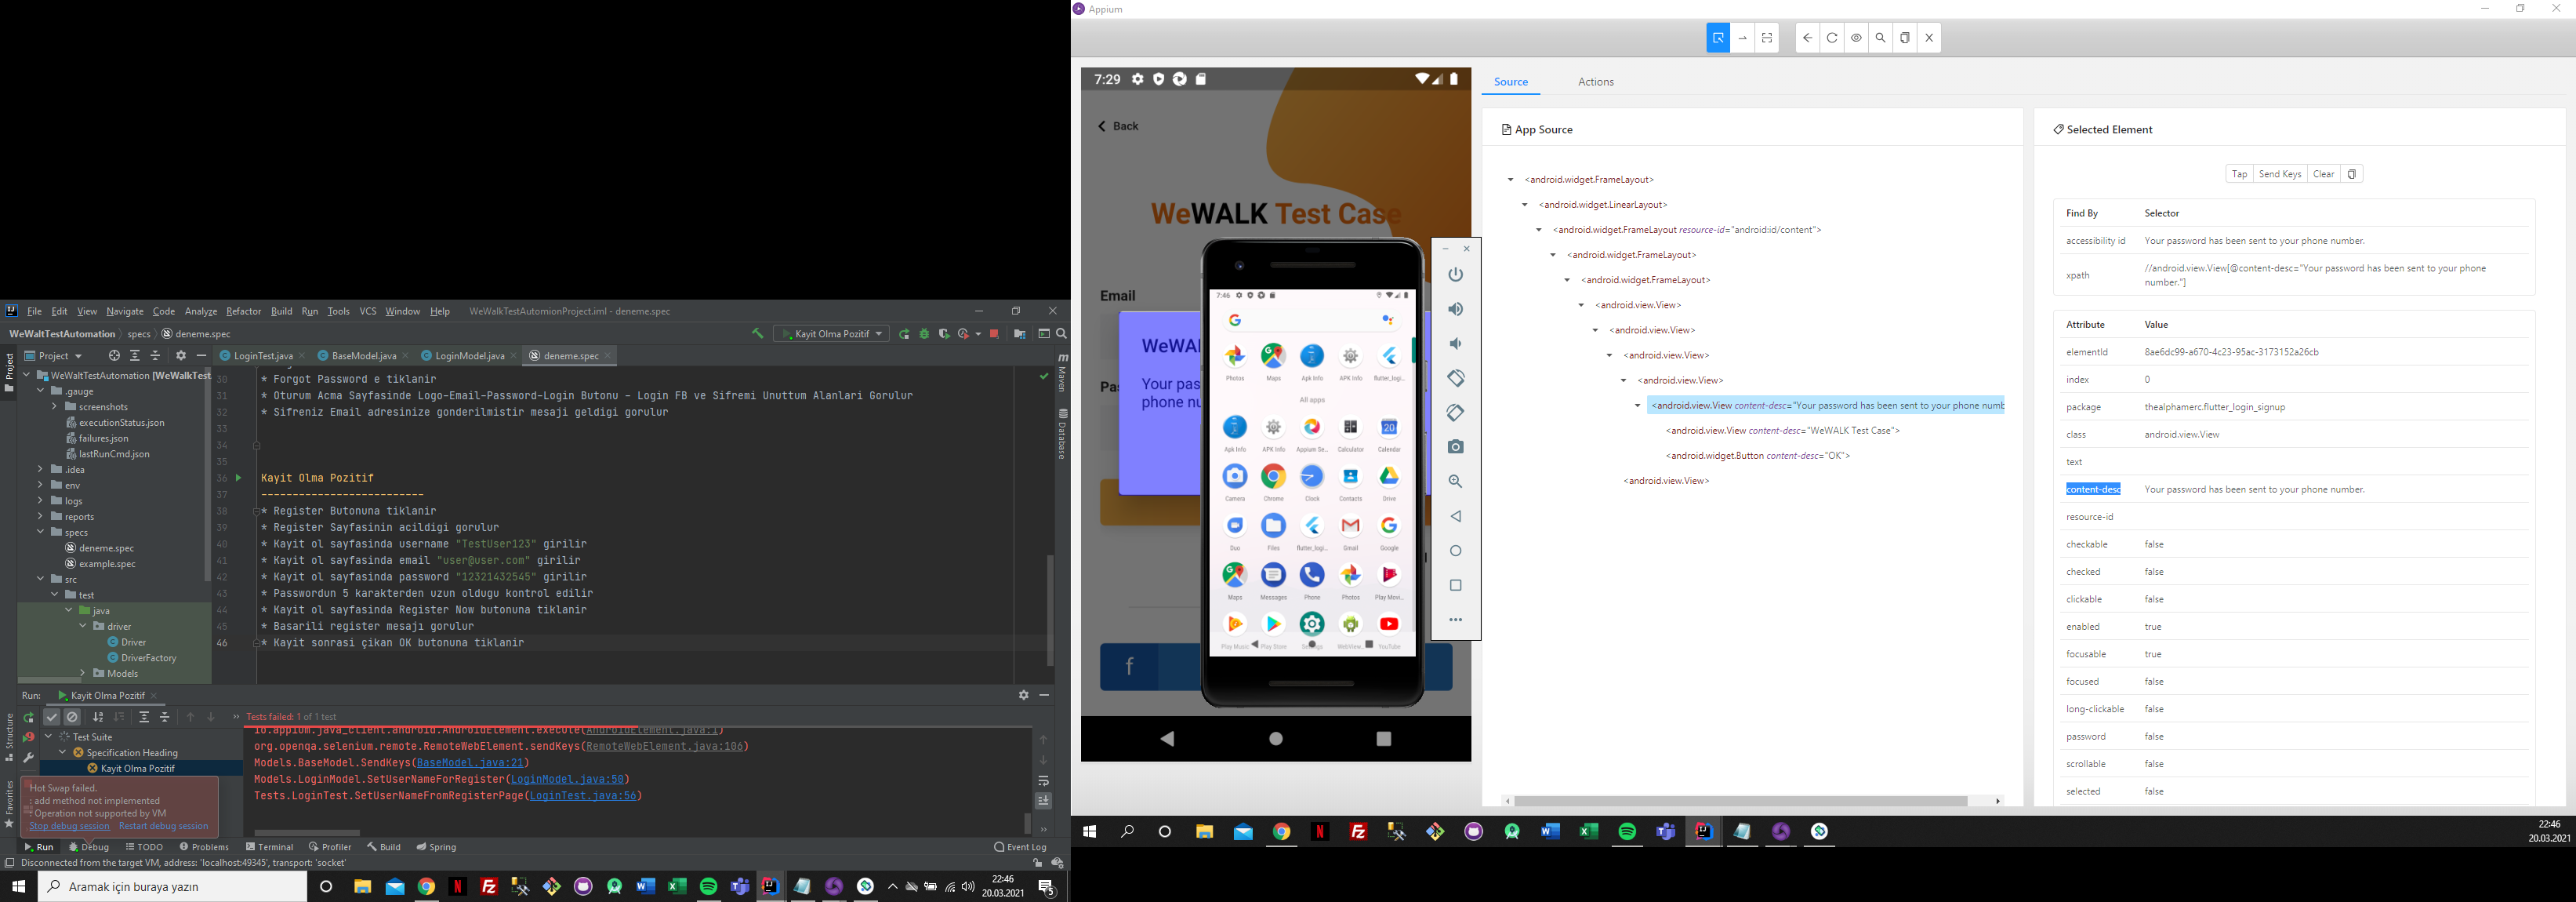 File Edit View Navigate Code Analyze Refactor Build Run Tools VCS Window Help WeWalkTestAutomionProject.iml - deneme.spec
WeWaltTestAutomation specs deneme.spec
Kayit Olma Pozitif
Project
LoginTest.java
BaseModel.java
LoginModel.java
deneme.spec
Project
Structure
Favorites
Maven
Database
WeWaltTestAutomation [WeWalkTest
.gauge
screenshots
executionStatus.json
failures.json
lastRunCmd.json
.idea
env
logs
reports
specs
deneme.spec
example.spec
src
test
java
driver
Driver
DriverFactory
Models
30 * Forgot Password e tiklanir
31 * Oturum Acma Sayfasinde Logo-Email-Password-Login Butonu - Login FB ve Sifremi Unuttum Alanlari Gorulur
32 * Sifreniz Email adresinize gonderilmistir mesaji geldigi gorulur
33
34
35
36 Kayit Olma Pozitif
37 --------------------------
38 * Register Butonuna tiklanir
39 * Register Sayfasinin acildigi gorulur
40 * Kayit ol sayfasinda username "TestUser123" girilir
41 * Kayit ol sayfasinda email "user@user.com" girilir
42 * Kayit ol sayfasinda password "12321432545" girilir
43 * Passwordun 5 karakterden uzun oldugu kontrol edilir
44 * Kayit ol sayfasinda Register Now butonuna tiklanir
45 * Basarili register mesajı gorulur
46 * Kayit sonrasi çikan OK butonuna tiklanir
Run: Kayit Olma Pozitif
Tests failed: 1 of 1 test
Test Suite
Specification Heading
Kayit Olma Pozitif
io.appium.java_client.android.AndroidElement.execute(AndroidElement.java:1)
org.openqa.selenium.remote.RemoteWebElement.sendKeys(RemoteWebElement.java:106)
Models.BaseModel.SendKeys(BaseModel.java:21)
Models.LoginModel.SetUserNameForRegister(LoginModel.java:50)
Tests.LoginTest.SetUserNameFromRegisterPage(LoginTest.java:56)
Hot Swap failed.
: add method not implemented
: Operation not supported by VM
Stop debug session Restart debug session
Run Debug TODO Problems Terminal Profiler Build Spring Event Log
Disconnected from the target VM, address: 'localhost:49345', transport: 'socket'
Aramak için buraya yazın
22:46
20.03.2021
5
Appium
7:29
Back
WeWALK Test Case
Email
WeWAL
Your pas
phone nu
Pa
f
7:46
Photos Maps Apk Info APK Info flutter_logi...
All apps
Apk Info APK Info Appium Se... Calculator Calendar
Camera Chrome Clock Contacts Drive
Duo Files flutter_logi... Gmail Google
Maps Messages Phone Photos Play Movi...
Play Music Play Store Settings WebView... YouTube
Source Actions
App Source
<android.widget.FrameLayout>
<android.widget.LinearLayout>
<android.widget.FrameLayout resource-id="android:id/content">
<android.widget.FrameLayout>
<android.widget.FrameLayout>
<android.view.View>
<android.view.View>
<android.view.View>
<android.view.View>
<android.view.View content-desc="Your password has been sent to your phone numb
<android.view.View content-desc="WeWALK Test Case">
<android.widget.Button content-desc="OK">
<android.view.View>
Selected Element
Tap Send Keys Clear
Find By Selector
accessibility id Your password has been sent to your phone number.
xpath //android.view.View[@content-desc="Your password has been sent to your phone
number."]
Attribute Value
elementId 8ae6dc99-a670-4c23-95ac-3173152a26cb
index 0
package thealphamerc.flutter_login_signup
class android.view.View
text
content-desc Your password has been sent to your phone number.
resource-id
checkable false
checked false
clickable false
enabled true
focusable true
focused false
long-clickable false
password false
scrollable false
selected false
22:46
20.03.2021